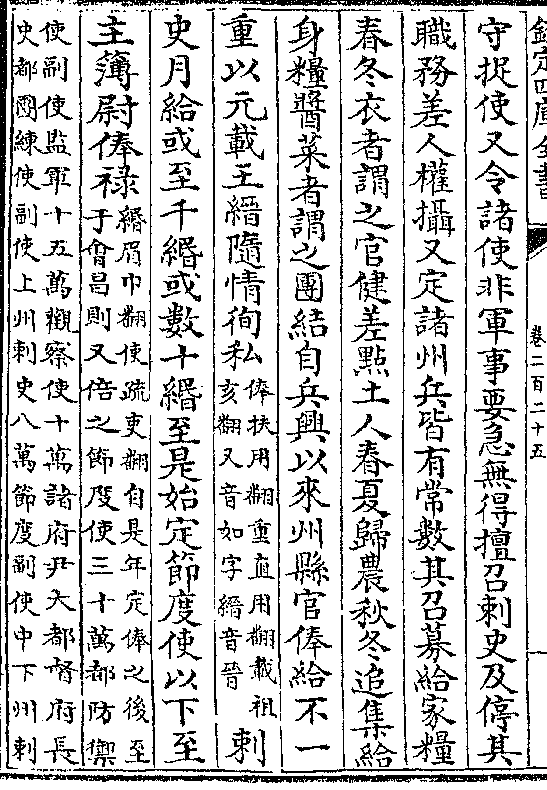 欽定四庫全書
卷二百二十五
守捉使又令諸使非軍事要急無得擅召刺史及停其
職務差人權攝又定諸州兵皆有常數其召募給家糧
春冬衣者謂之官健差點土人春夏歸農秋冬追集給
身糧醬菜者謂之團結自兵興以來州縣官俸給不一
重以元載王縉隨情徇私
俸扶用翻重直用翻載祖
亥翻又音如字縉音晉
刺
史月給或至千緡或數十緡至是始定節度使以下至
主簿尉俸禄
緡眉巾翻使疏吏翻自是年定俸之後至
于㑹昌則又倍之節度使三十萬都防禦
使副使監軍十五萬觀察使十萬諸府尹大都督府長
史都團練使副使上州刺史八萬節度副使中下州刺